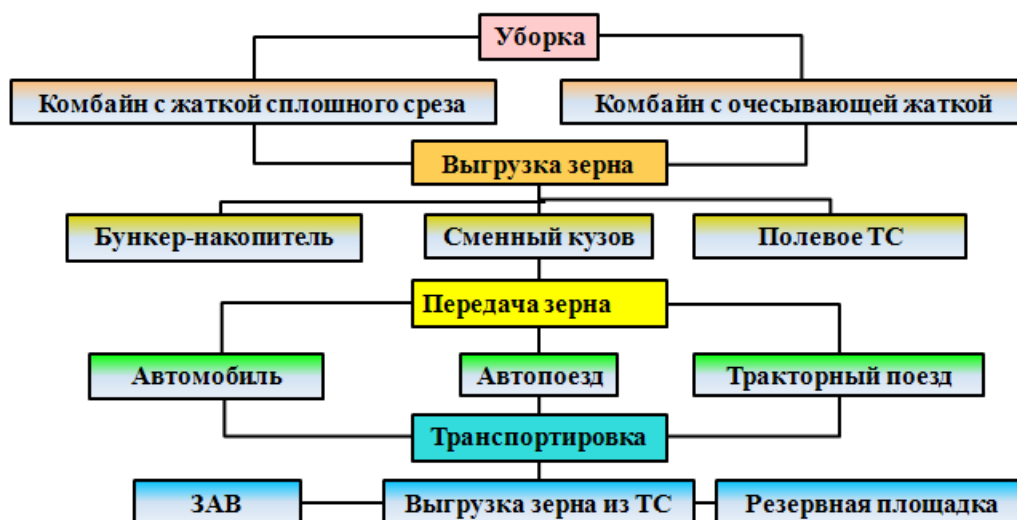 Уборка
Комбайн с жаткой сплошного среза
Комбайн с очесывающей жаткой
Выгрузка зерна
Бункер-накопитель
Сменный кузов
Полевое ТС
Передача зерна
Автомобиль
Автопоезд
Тракторный поезд
Транспортировка
ЗАВ
Выгрузка зерна из ТС
Резервная площадка